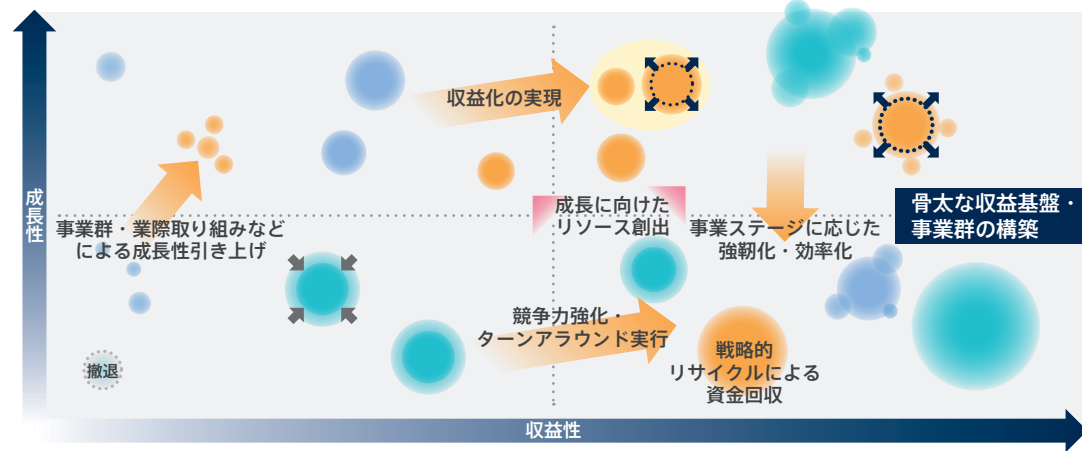 成長性
収益化の実現
事業群・業際取り組みなど
による成長性引き上げ
成長に向けた
リソース創出
事業ステージに応じた
強靭化・効率化
骨太な収益基盤・
事業群の構築
競争力強化・
ターンアラウンド実行
戦略的
リサイクルによる
資金回収
撤退
収益性